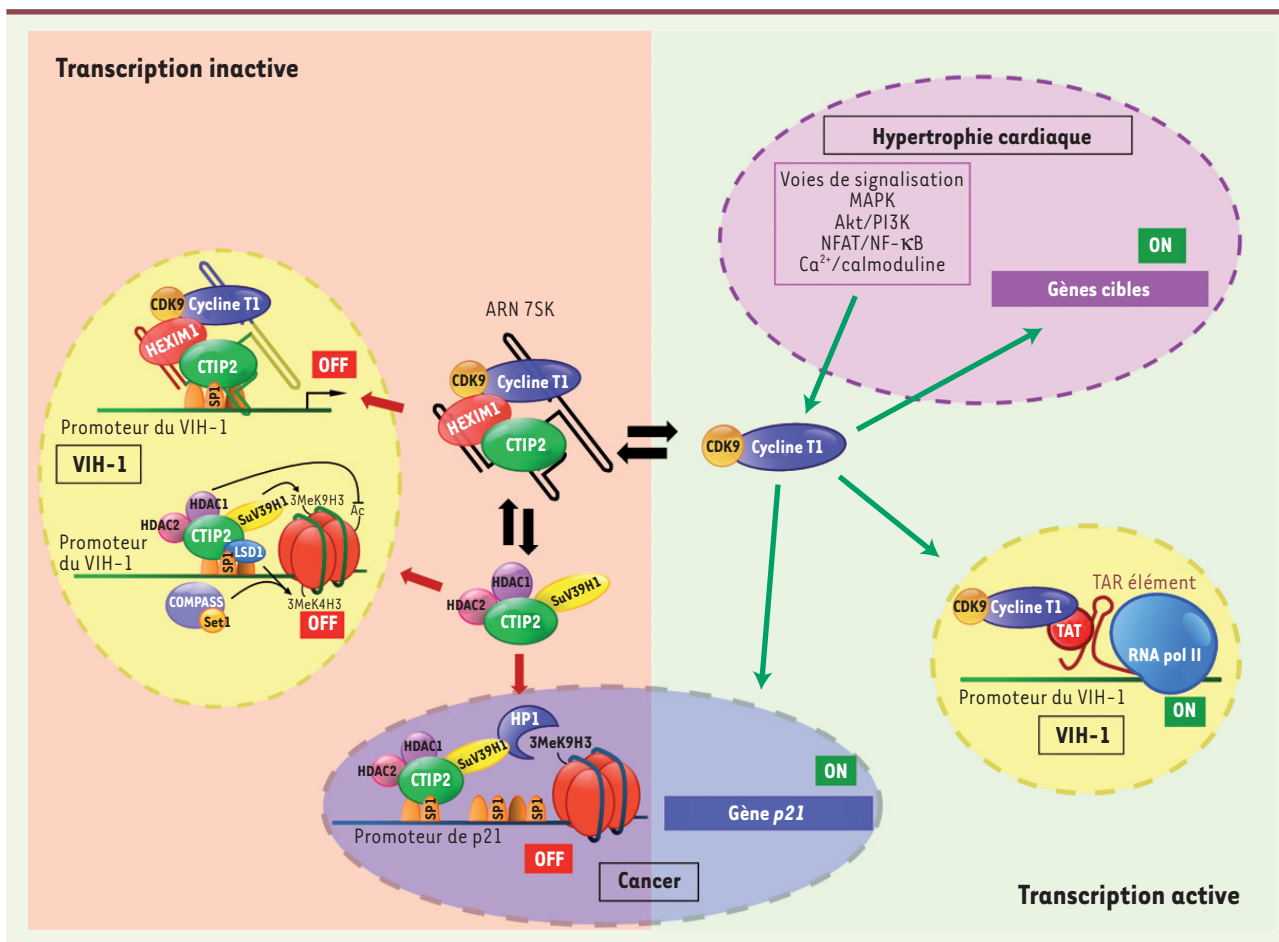 Transcription inactive
Hypertrophie cardiaque
Voies de signalisation
MAPK
Akt/PI3K
NFAT/NF-κB
Ca²⁺/calmoduline
ON
Gènes cibles
CDK9
Cycline T1
HEXIM1
CTIP2
SP1
OFF
Promoteur du VIH-1
VIH-1
HDAC1
HDAC2
SuV39H1
3MeK9H3
Ac
CTIP2
LSD1
SP1
Promoteur
du VIH-1
COMPASS
Set1
3MeK4H3
OFF
ARN 7SK
CDK9
Cycline T1
HEXIM1
CTIP2
HDAC1
HDAC2
SuV39H1
CTIP2
CDK9
Cycline T1
TAR élément
CDK9
Cycline T1
TAT
RNA pol II
Promoteur du VIH-1
ON
VIH-1
HP1
3MeK9H3
HDAC1
HDAC2
SuV39H1
CTIP2
SP1
SP1
SP1
Promoteur de p21
OFF
ON
Gène p21
Cancer
Transcription active